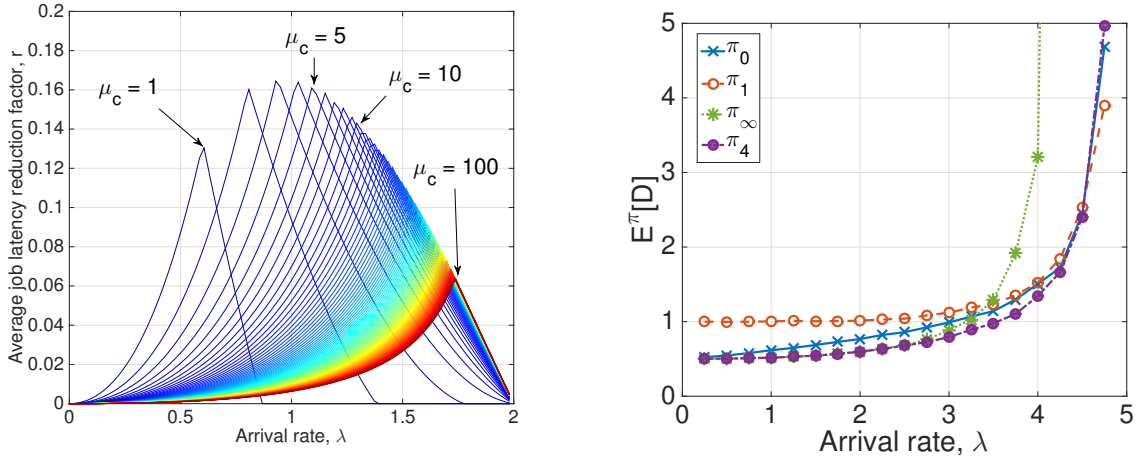 0.2
0.18
0.16
0.14
0.12
0.1
0.08
0.06
0.04
0.02
0
Average job latency reduction factor, r
μc = 1
μc = 5
μc = 10
μc = 100
0 0.5 1 1.5 2
Arrival rate, λ
5
4
3
2
1
0
E^π[D]
π0
π1
π∞
π4
0 1 2 3 4 5
Arrival rate, λ